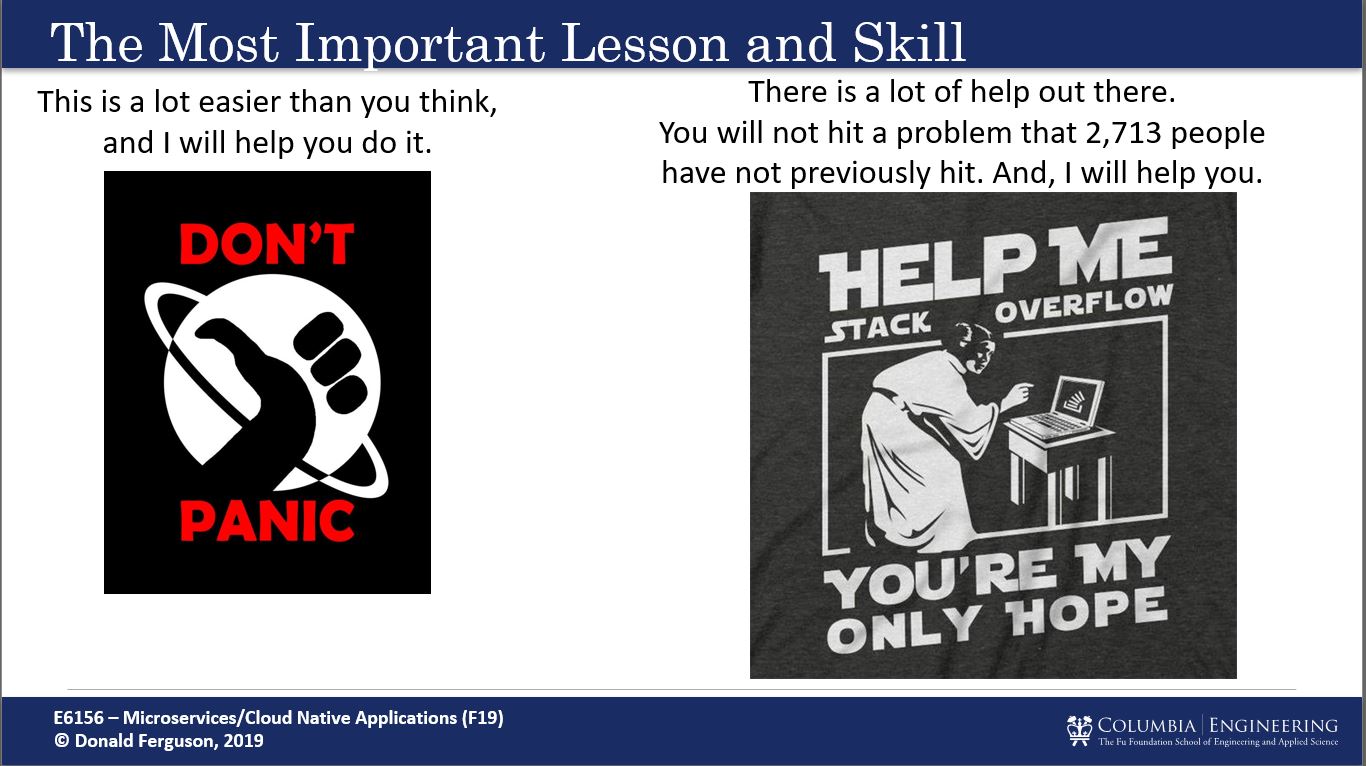 The Most Important Lesson and Skill
This is a lot easier than you think,
and I will help you do it.
DON'T
PANIC
There is a lot of help out there.
You will not hit a problem that 2,713 people
have not previously hit. And, I will help you.
HELP ME
STACK OVERFLOW
YOU'RE MY
ONLY HOPE
E6156 – Microservices/Cloud Native Applications (F19)
© Donald Ferguson, 2019
COLUMBIA | ENGINEERING
The Fu Foundation School of Engineering and Applied Science